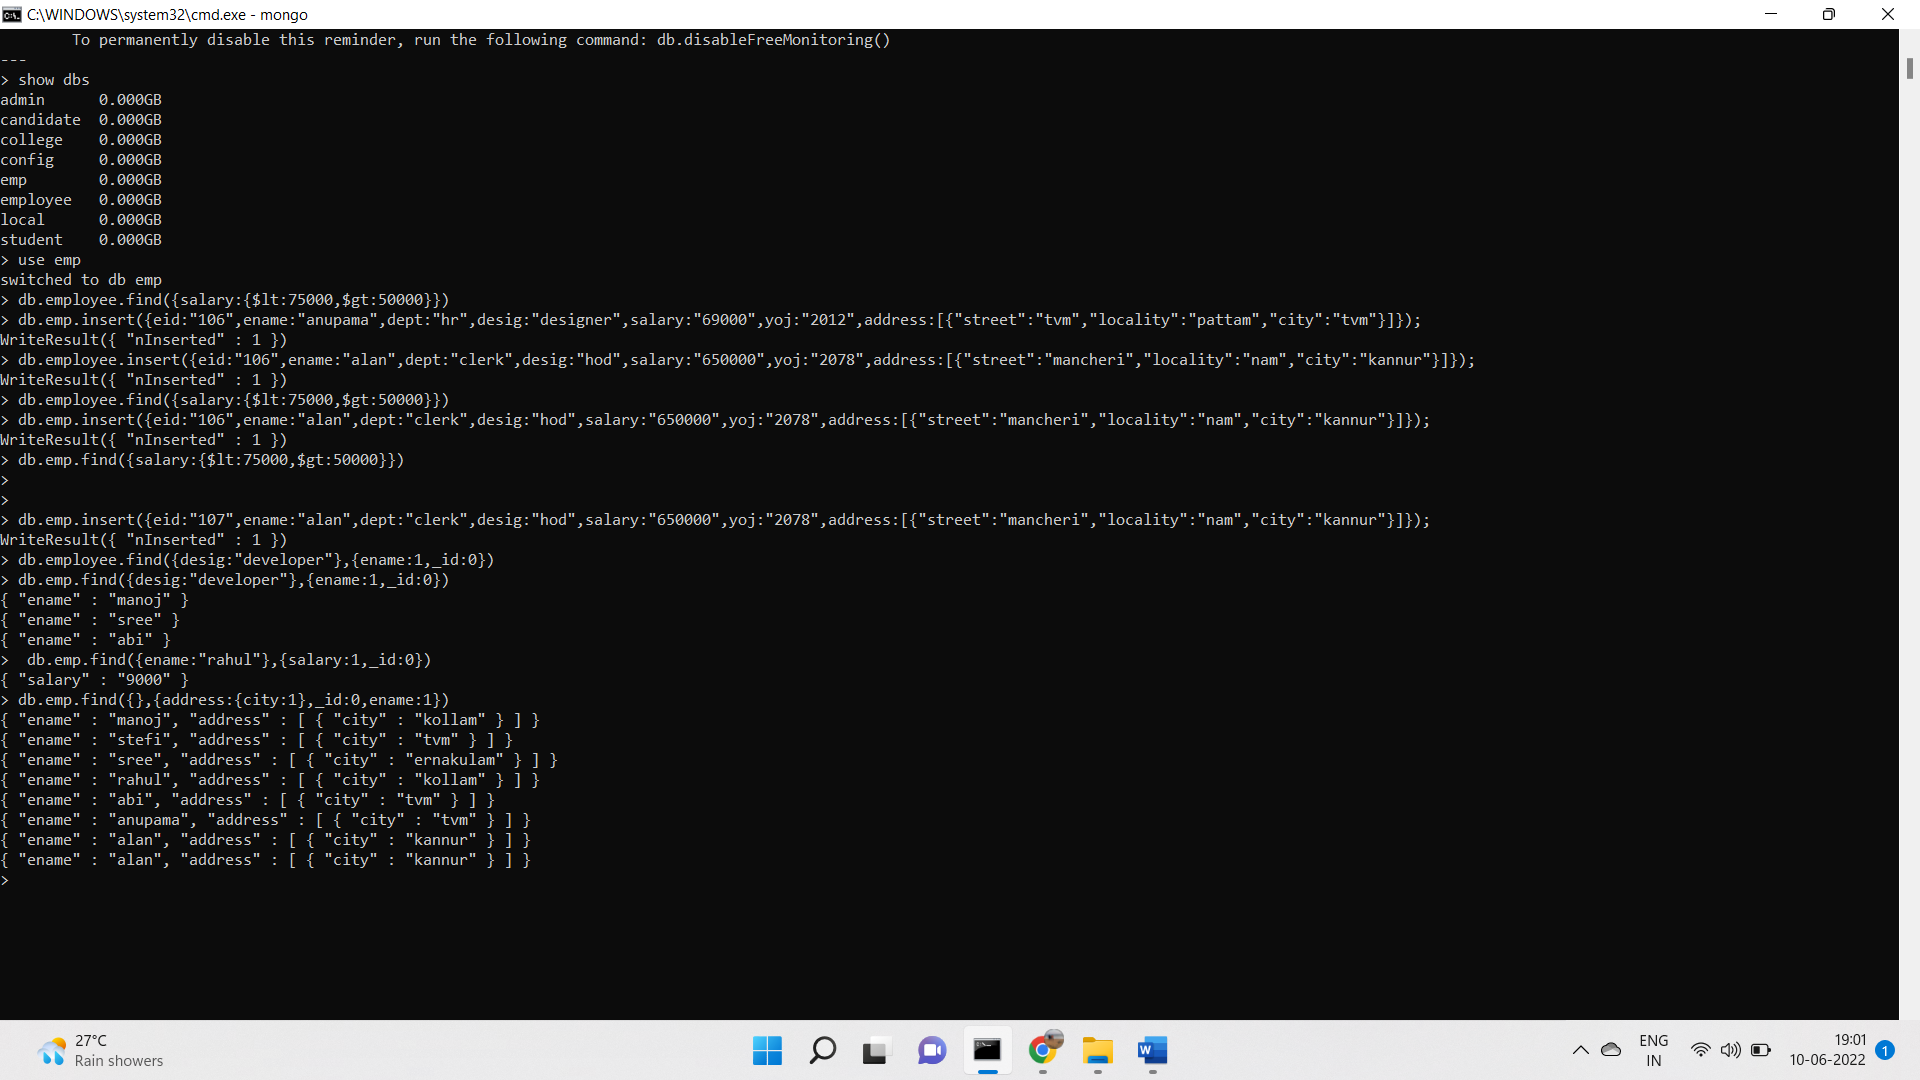 C:\WINDOWS\system32\cmd.exe - mongo
To permanently disable this reminder, run the following command: db.disableFreeMonitoring()
---
> show dbs
admin      0.000GB
candidate  0.000GB
college    0.000GB
config     0.000GB
emp        0.000GB
employee   0.000GB
local      0.000GB
student    0.000GB
> use emp
switched to db emp
> db.employee.find({salary:{$lt:75000,$gt:50000}})
> db.emp.insert({eid:"106",ename:"anupama",dept:"hr",desig:"designer",salary:"69000",yoj:"2012",address:[{"street":"tvm","locality":"pattam","city":"tvm"}]});
WriteResult({ "nInserted" : 1 })
> db.employee.insert({eid:"106",ename:"alan",dept:"clerk",desig:"hod",salary:"650000",yoj:"2078",address:[{"street":"mancheri","locality":"nam","city":"kannur"}]});
WriteResult({ "nInserted" : 1 })
> db.employee.find({salary:{$lt:75000,$gt:50000}})
> db.emp.insert({eid:"106",ename:"alan",dept:"clerk",desig:"hod",salary:"650000",yoj:"2078",address:[{"street":"mancheri","locality":"nam","city":"kannur"}]});
WriteResult({ "nInserted" : 1 })
> db.emp.find({salary:{$lt:75000,$gt:50000}})
>
>
> db.emp.insert({eid:"107",ename:"alan",dept:"clerk",desig:"hod",salary:"650000",yoj:"2078",address:[{"street":"mancheri","locality":"nam","city":"kannur"}]});
WriteResult({ "nInserted" : 1 })
> db.employee.find({desig:"developer"},{ename:1,_id:0})
> db.emp.find({desig:"developer"},{ename:1,_id:0})
{ "ename" : "manoj" }
{ "ename" : "sree" }
{ "ename" : "abi" }
>  db.emp.find({ename:"rahul"},{salary:1,_id:0})
{ "salary" : "9000" }
> db.emp.find({},{address:{city:1},_id:0,ename:1})
{ "ename" : "manoj", "address" : [ { "city" : "kollam" } ] }
{ "ename" : "stefi", "address" : [ { "city" : "tvm" } ] }
{ "ename" : "sree", "address" : [ { "city" : "ernakulam" } ] }
{ "ename" : "rahul", "address" : [ { "city" : "kollam" } ] }
{ "ename" : "abi", "address" : [ { "city" : "tvm" } ] }
{ "ename" : "anupama", "address" : [ { "city" : "tvm" } ] }
{ "ename" : "alan", "address" : [ { "city" : "kannur" } ] }
{ "ename" : "alan", "address" : [ { "city" : "kannur" } ] }
>
27°C
Rain showers
W
ENG
IN
19:01
10-06-2022
1